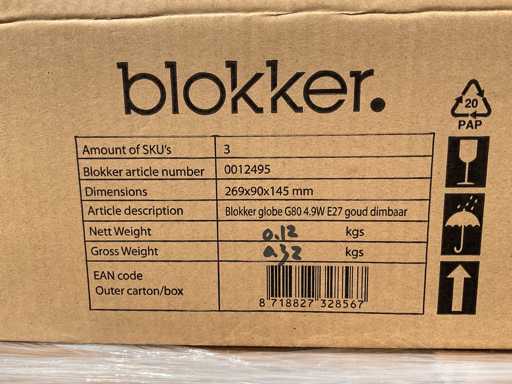 blokker.
20
PAP
Amount of SKU's 3
Blokker article number 0012495
Dimensions 269x90x145 mm
Article description Blokker globe G80 4.9W E27 goud dimbaar
Nett Weight 0.12 kgs
Gross Weight 0.32 kgs
EAN code
Outer carton/box
8 718827 328567